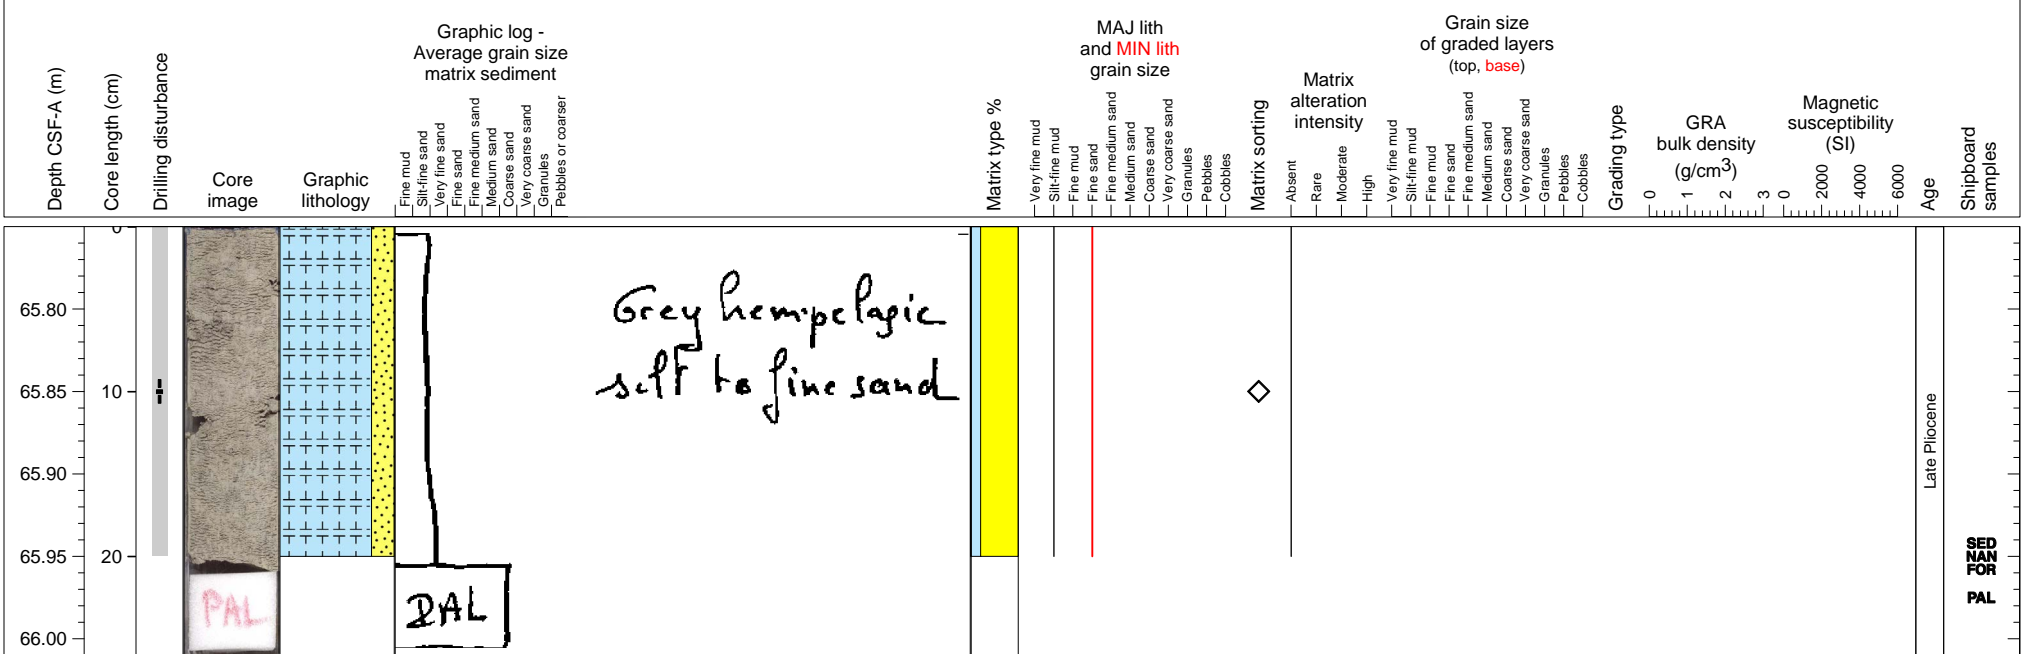 Depth CSF-A (m)
Core length (cm)
Drilling disturbance
Core
image
Graphic
lithology
Graphic log -
Average grain size
matrix sediment
Fine mud
Silt-fine sand
Very fine sand
Fine sand
Fine medium sand
Medium sand
Coarse sand
Very coarse sand
Granules
Pebbles or coarser
Matrix type %
MAJ lith
and MIN lith
grain size
Very fine mud
Silt-fine mud
Fine mud
Fine sand
Fine medium sand
Medium sand
Coarse sand
Very coarse sand
Granules
Pebbles
Cobbles
Matrix sorting
Matrix
alteration
intensity
Absent
Rare
Moderate
High
Grain size
of graded layers
(top, base)
Very fine mud
Silt-fine mud
Fine mud
Fine sand
Fine medium sand
Medium sand
Coarse sand
Very coarse sand
Granules
Pebbles
Cobbles
Grading type
GRA
bulk density
(g/cm3)
0 1 2 3
Magnetic
susceptibility
(SI)
0 2000 4000 6000
Age
Shipboard
samples
0
65.80
65.85
10
65.90
65.95
20
66.00
Grey hemipelagic
silt to fine sand
PAL
PAL
Late Pliocene
SED
NAN
FOR
PAL